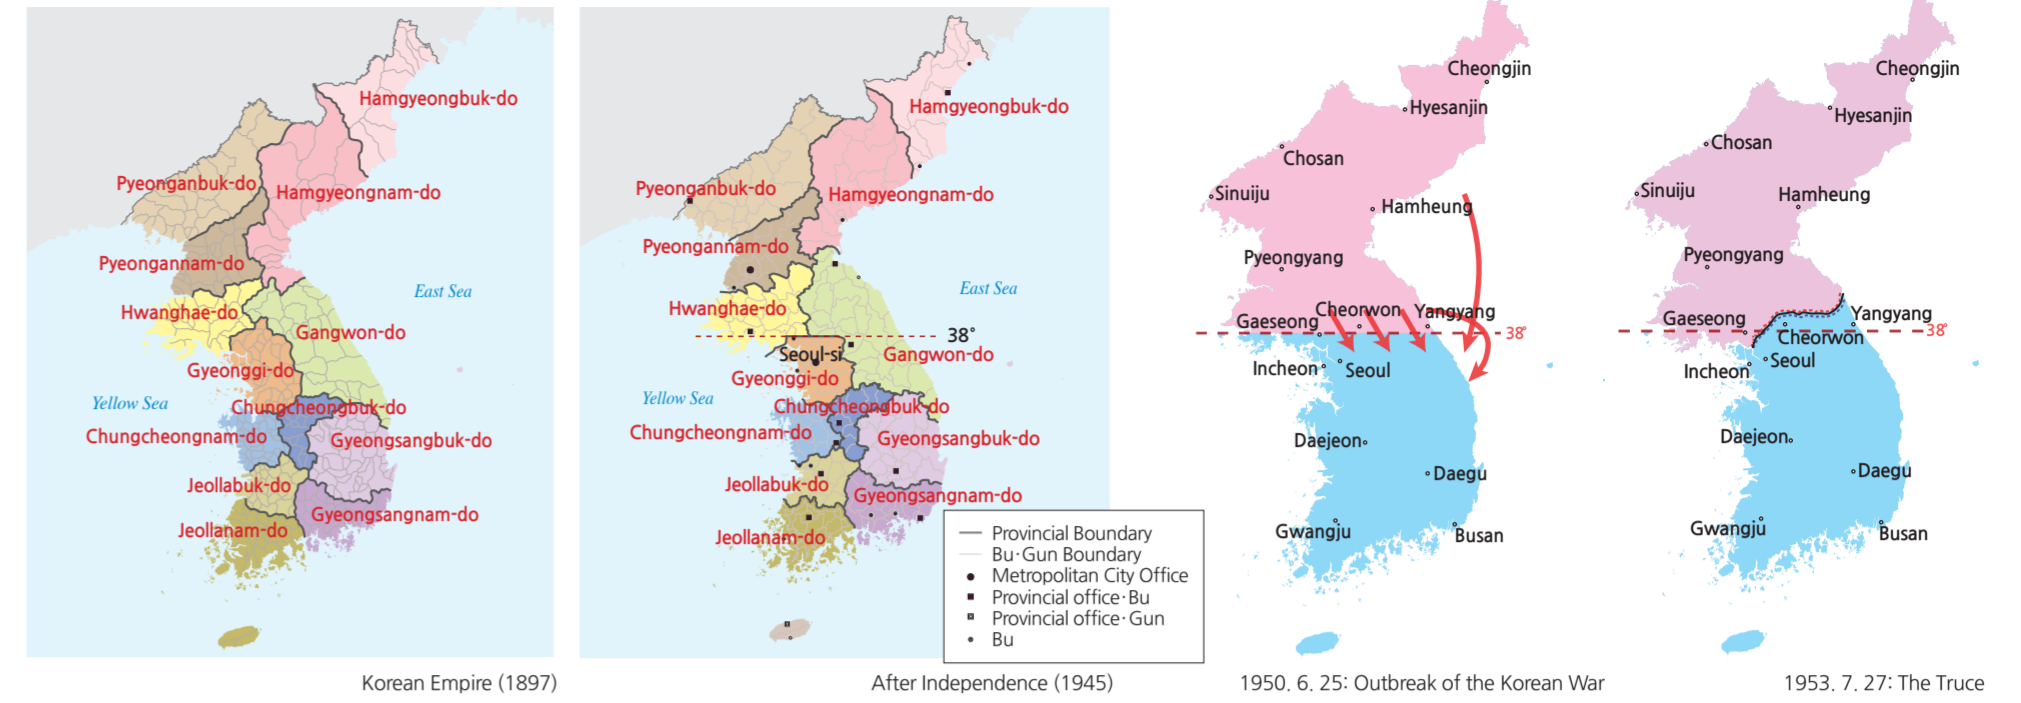 Hamgyeongbuk-do
Pyeonganbuk-do
Hamgyeongnam-do
Pyeongannam-do
East Sea
Hwanghae-do
Gangwon-do
Gyeonggi-do
Yellow Sea
Chungcheongbuk-do
Chungcheongnam-do
Gyeongsangbuk-do
Jeollabuk-do
Gyeongsangnam-do
Jeollanam-do
Korean Empire (1897)
Hamgyeongbuk-do
Pyeonganbuk-do
Hamgyeongnam-do
Pyeongannam-do
East Sea
Hwanghae-do
38°
Seoul-si
Gangwon-do
Gyeonggi-do
Yellow Sea
Chungcheongbuk-do
Chungcheongnam-do
Gyeongsangbuk-do
Jeollabuk-do
Gyeongsangnam-do
Jeollanam-do
Provincial Boundary
Bu·Gun Boundary
Metropolitan City Office
Provincial office·Bu
Provincial office·Gun
Bu
After Independence (1945)
Cheongjin
Hyesanjin
Chosan
Sinuiju
Hamheung
Pyeongyang
Cheorwon
Yangyang
Gaeseong
38°
Incheon
Seoul
Daejeon
Daegu
Gwangju
Busan
1950. 6. 25: Outbreak of the Korean War
Cheongjin
Hyesanjin
Chosan
Sinuiju
Hamheung
Pyeongyang
Gaeseong
Yangyang
38°
Cheorwon
Seoul
Incheon
Daejeon
Daegu
Gwangju
Busan
1953. 7. 27: The Truce